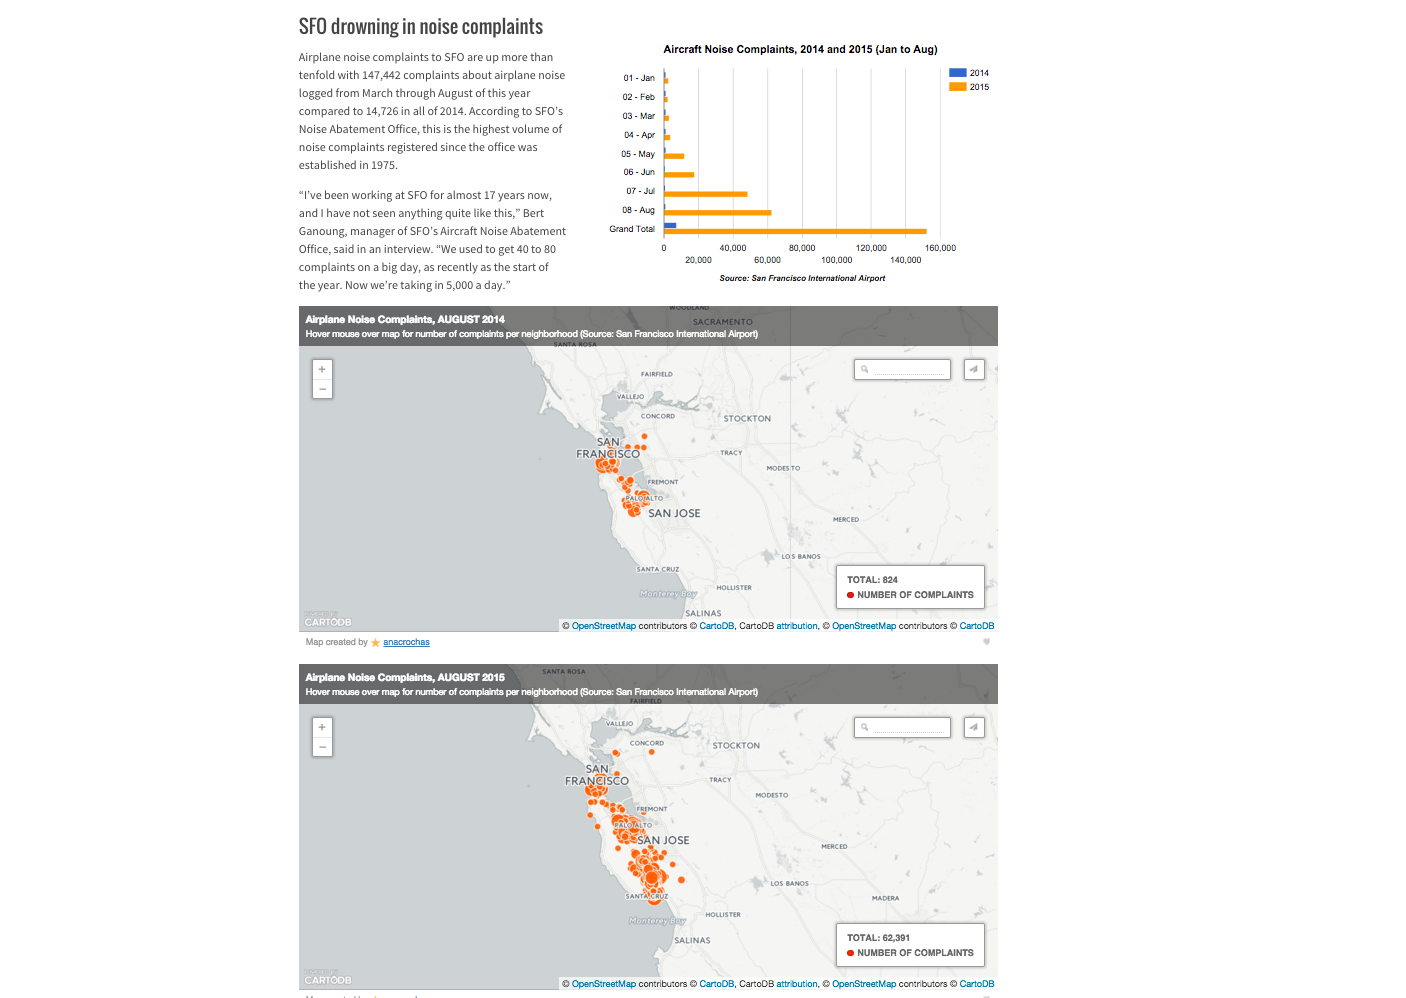 SFO drowning in noise complaints
Airplane noise complaints to SFO are up more than
tenfold with 147,442 complaints about airplane noise
logged from March through August of this year
compared to 14,726 in all of 2014. According to SFO's
Noise Abatement Office, this is the highest volume of
noise complaints registered since the office was
established in 1975.
“I've been working at SFO for almost 17 years now,
and I have not seen anything quite like this,” Bert
Ganoung, manager of SFO's Aircraft Noise Abatement
Office, said in an interview. “We used to get 40 to 80
complaints on a big day, as recently as the start of
the year. Now we're taking in 5,000 a day.”
Aircraft Noise Complaints, 2014 and 2015 (Jan to Aug)
2014
2015
01 - Jan
02 - Feb
03 - Mar
04 - Apr
05 - May
06 - Jun
07 - Jul
08 - Aug
Grand Total
0 40,000 80,000 120,000 160,000
20,000 60,000 100,000 140,000
Source: San Francisco International Airport
WOODLAND
Airplane Noise Complaints, AUGUST 2014
SACRAMENTO
Hover mouse over map for number of complaints per neighborhood (Source: San Francisco International Airport)
SANTA ROSA
+
−
FAIRFIELD
VALLEJO
CONCORD
STOCKTON
SAN
FRANCISCO
TRACY
MODESTO
FREMONT
PALO ALTO
SAN JOSE
MERCED
LOS BANOS
SANTA CRUZ
HOLLISTER
Monterey Bay
SALINAS
TOTAL: 824
NUMBER OF COMPLAINTS
CARTODB
© OpenStreetMap contributors © CartoDB, CartoDB attribution, © OpenStreetMap contributors © CartoDB
Map created by anacrochas
SANTA ROSA
Airplane Noise Complaints, AUGUST 2015
Hover mouse over map for number of complaints per neighborhood (Source: San Francisco International Airport)
FAIRFIELD
+
−
VALLEJO
CONCORD
STOCKTON
SAN
FRANCISCO
TRACY
MODESTO
FREMONT
PALO ALTO
SAN JOSE
MERCED
LOS BANOS
SANTA CRUZ
MADERA
HOLLISTER
Monterey Bay
SALINAS
TOTAL: 62,391
NUMBER OF COMPLAINTS
CARTODB
© OpenStreetMap contributors © CartoDB, CartoDB attribution, © OpenStreetMap contributors © CartoDB